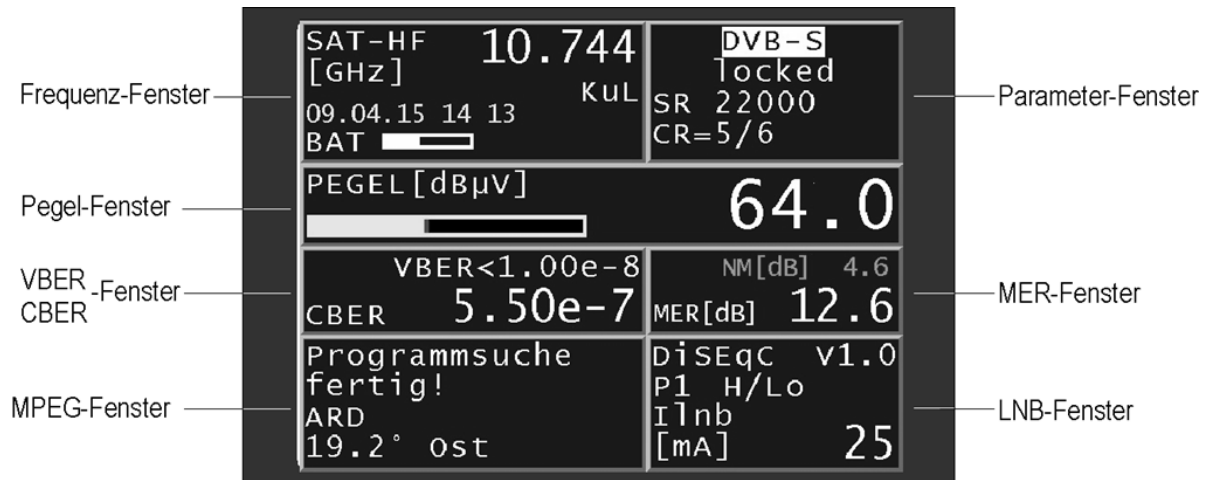 Frequenz-Fenster
SAT-HF 10.744
[GHz]
KuL
09.04.15 14 13
BAT
DVB-S
locked
SR 22000
CR=5/6
Parameter-Fenster
Pegel-Fenster
PEGEL[dBµV]
64.0
VBER
CBER -Fenster
VBER<1.00e-8
CBER 5.50e-7
NM[dB] 4.6
MER[dB] 12.6
MER-Fenster
MPEG-Fenster
Programmsuche
fertig!
ARD
19.2° Ost
DiSEqC V1.0
P1 H/Lo
Ilnb
[mA] 25
LNB-Fenster